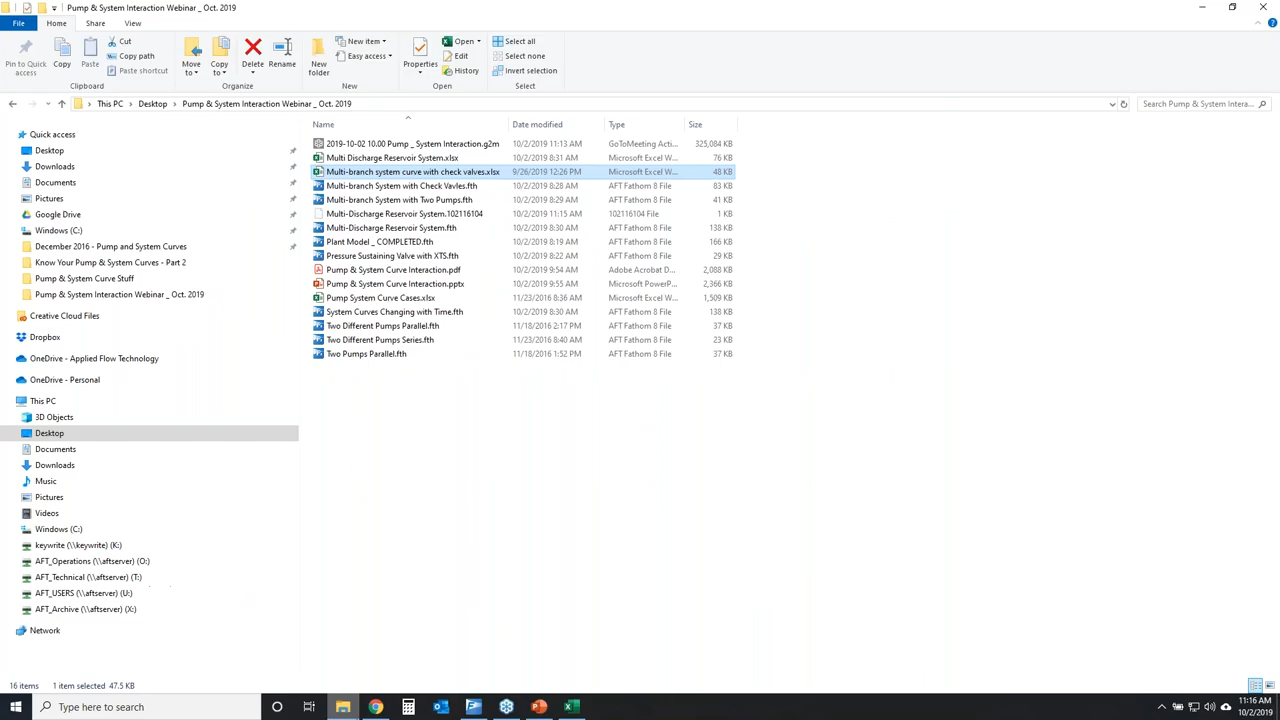 Pump & System Interaction Webinar _ Oct. 2019
File
Home
Share
View
Pin to Quick access
Copy
Paste
Cut
Copy path
Paste shortcut
Clipboard
Move to
Copy to
Delete
Rename
Organize
New folder
New item
Easy access
New
Properties
Open
Edit
History
Open
Select all
Select none
Invert selection
Select
This PC > Desktop > Pump & System Interaction Webinar _ Oct. 2019
Search Pump & System Intera...
Quick access
Desktop
Downloads
Documents
Pictures
Google Drive
Windows (C:)
December 2016 - Pump and System Curves
Know Your Pump & System Curves - Part 2
Pump & System Curve Stuff
Pump & System Interaction Webinar _ Oct. 2019
Creative Cloud Files
Dropbox
OneDrive - Applied Flow Technology
OneDrive - Personal
This PC
3D Objects
Desktop
Documents
Downloads
Music
Pictures
Videos
Windows (C:)
keywrite (\\keywrite) (K:)
AFT_Operations (\\aftserver) (O:)
AFT_Technical (\\aftserver) (T:)
AFT_USERS (\\aftserver) (U:)
AFT_Archive (\\aftserver) (X:)
Network
Name Date modified Type Size
2019-10-02 10.00 Pump _ System Interaction.g2m 10/2/2019 11:13 AM GoToMeeting Acti... 325,084 KB
Multi Discharge Reservoir System.xlsx 10/2/2019 8:31 AM Microsoft Excel W... 76 KB
Multi-branch system curve with check valves.xlsx 9/26/2019 12:26 PM Microsoft Excel W... 48 KB
Multi-branch System with Check Vavles.fth 10/2/2019 8:28 AM AFT Fathom 8 File 83 KB
Multi-branch System with Two Pumps.fth 10/2/2019 8:29 AM AFT Fathom 8 File 41 KB
Multi-Discharge Reservoir System.102116104 10/2/2019 11:15 AM 102116104 File 1 KB
Multi-Discharge Reservoir System.fth 10/2/2019 8:30 AM AFT Fathom 8 File 138 KB
Plant Model _ COMPLETED.fth 10/2/2019 8:19 AM AFT Fathom 8 File 166 KB
Pressure Sustaining Valve with XTS.fth 10/2/2019 8:22 AM AFT Fathom 8 File 29 KB
Pump & System Curve Interaction.pdf 10/2/2019 9:54 AM Adobe Acrobat D... 2,088 KB
Pump & System Curve Interaction.pptx 10/2/2019 9:55 AM Microsoft PowerP... 2,366 KB
Pump System Curve Cases.xlsx 11/23/2016 8:36 AM Microsoft Excel W... 1,509 KB
System Curves Changing with Time.fth 10/2/2019 8:30 AM AFT Fathom 8 File 138 KB
Two Different Pumps Parallel.fth 11/18/2016 2:17 PM AFT Fathom 8 File 37 KB
Two Different Pumps Series.fth 11/23/2016 8:40 AM AFT Fathom 8 File 23 KB
Two Pumps Parallel.fth 11/18/2016 1:52 PM AFT Fathom 8 File 37 KB
16 items 1 item selected 47.5 KB
Type here to search
11:16 AM
10/2/2019